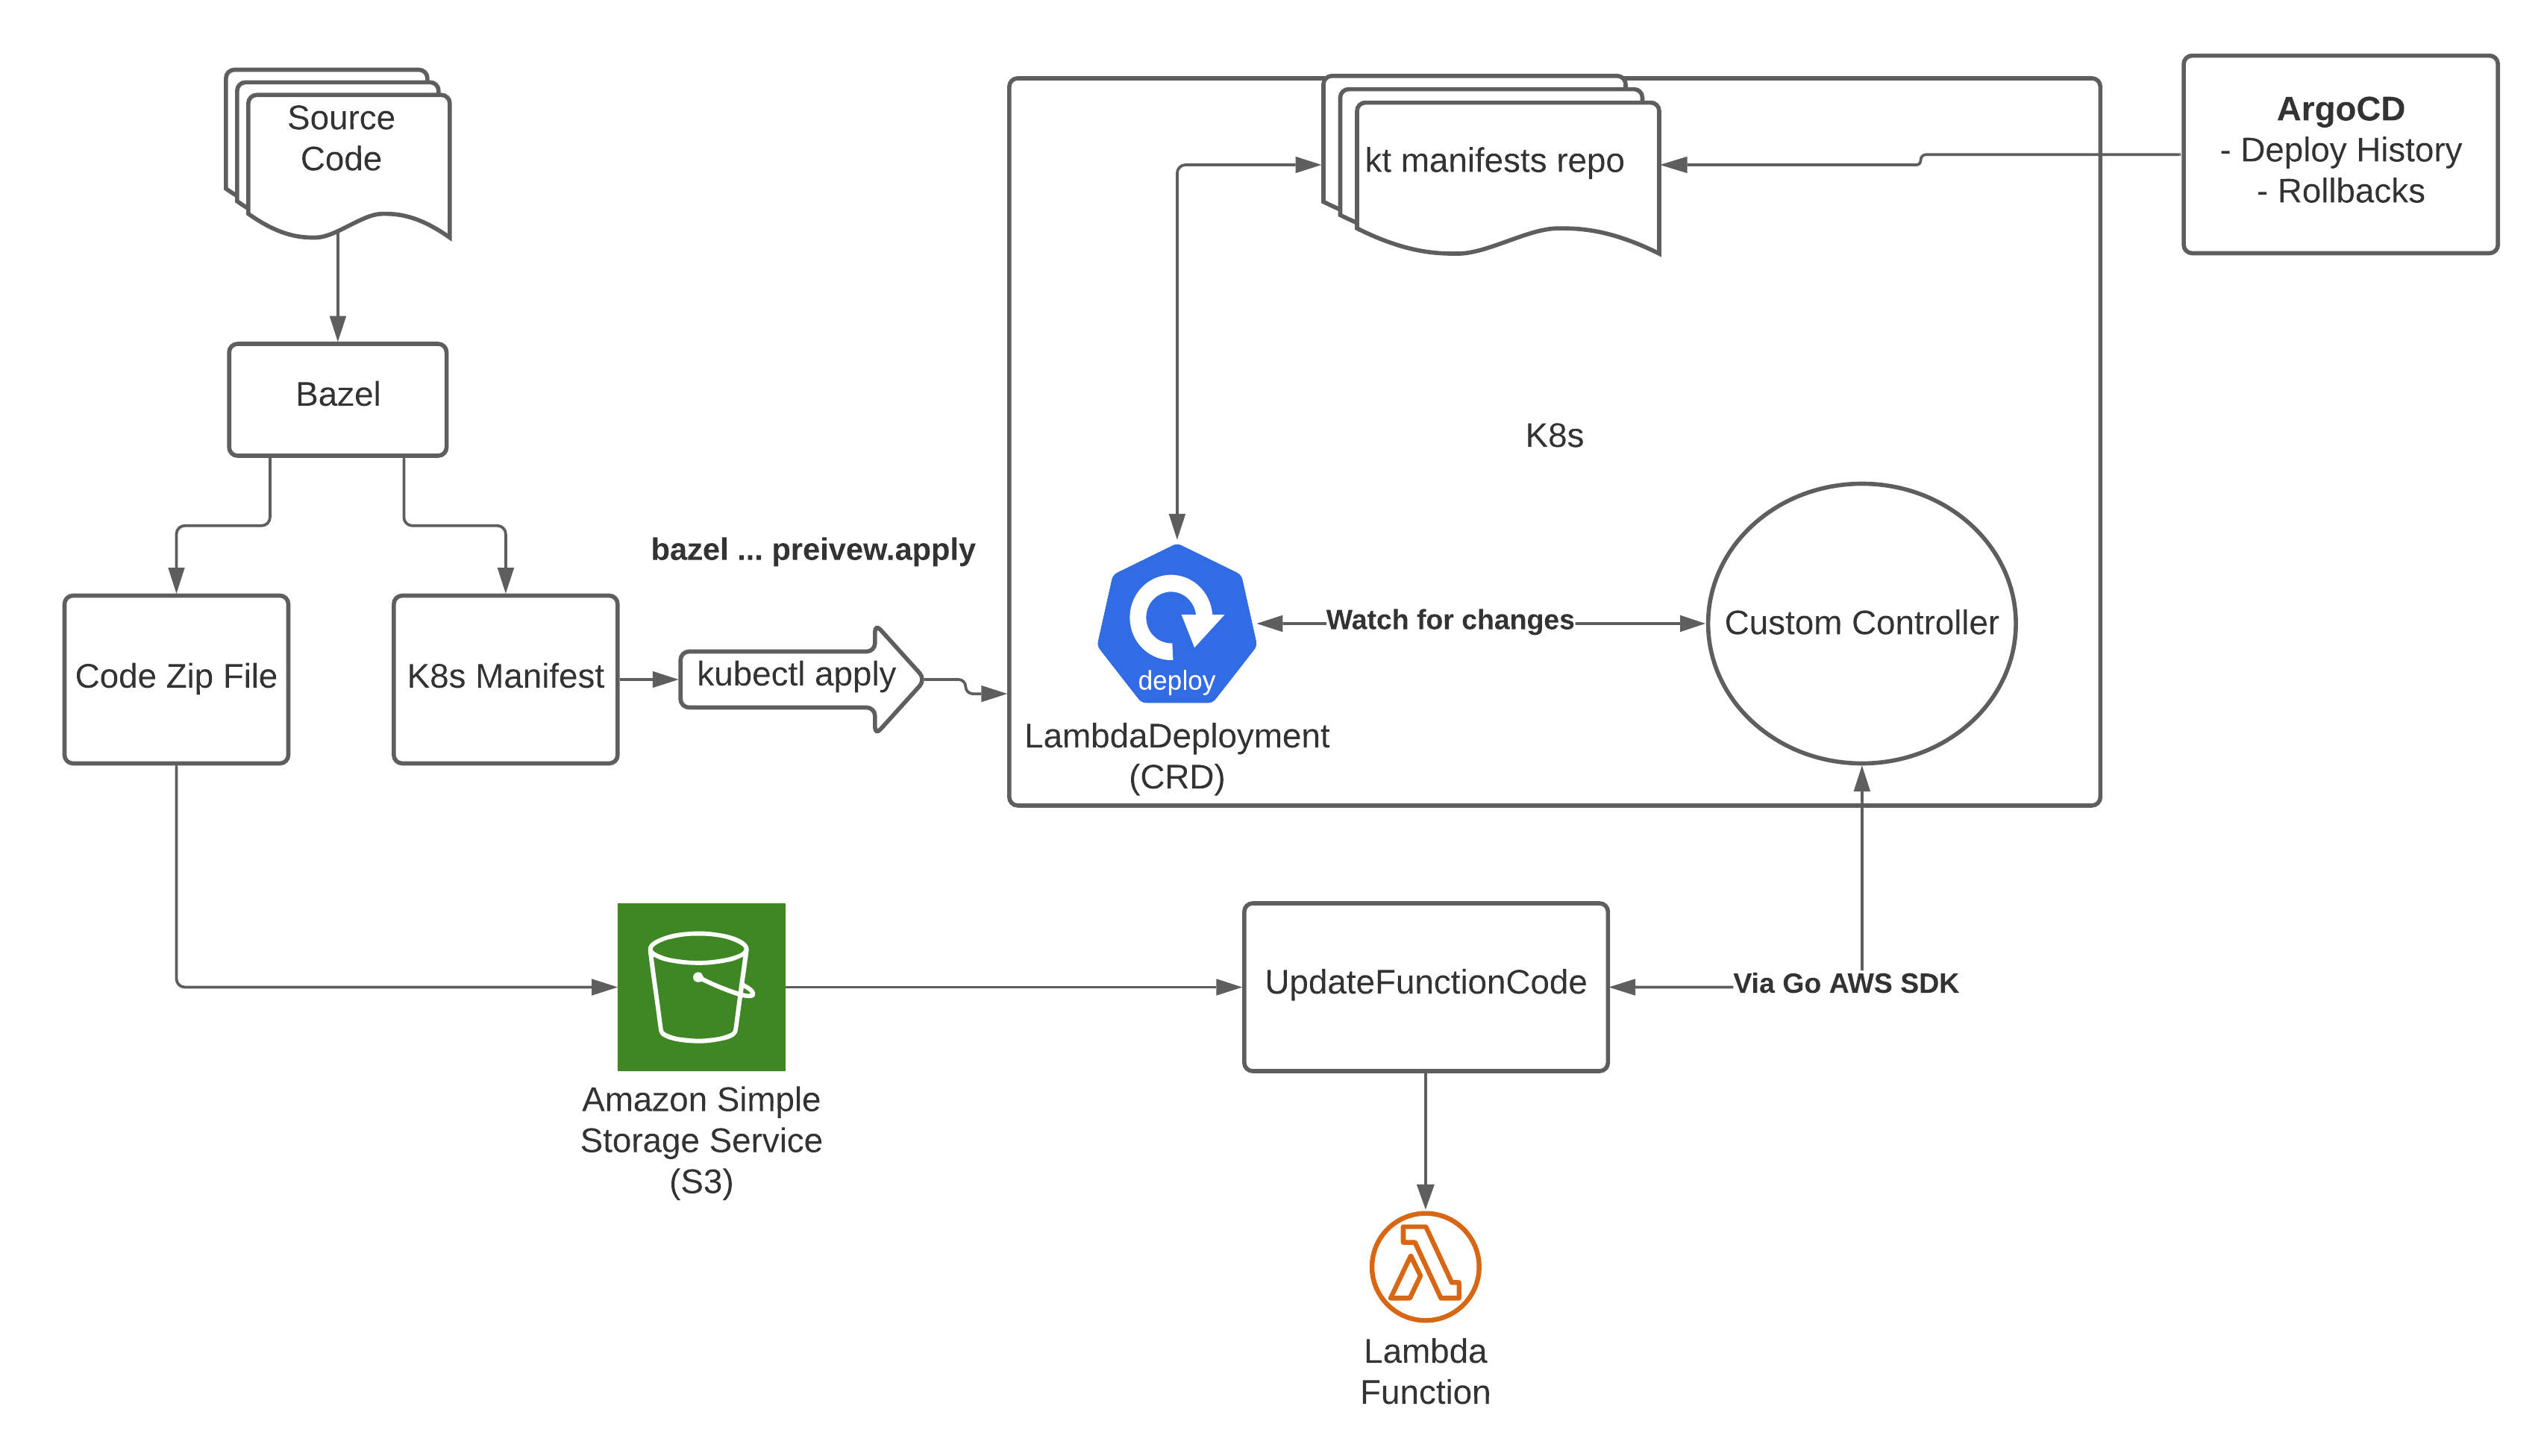 Source
Code
kt manifests repo
ArgoCD
- Deploy History
- Rollbacks
Bazel
K8s
bazel ... preivew.apply
Code Zip File
K8s Manifest
kubectl apply
deploy
LambdaDeployment
(CRD)
Watch for changes
Custom Controller
Amazon Simple
Storage Service
(S3)
UpdateFunctionCode
Via Go AWS SDK
Lambda
Function